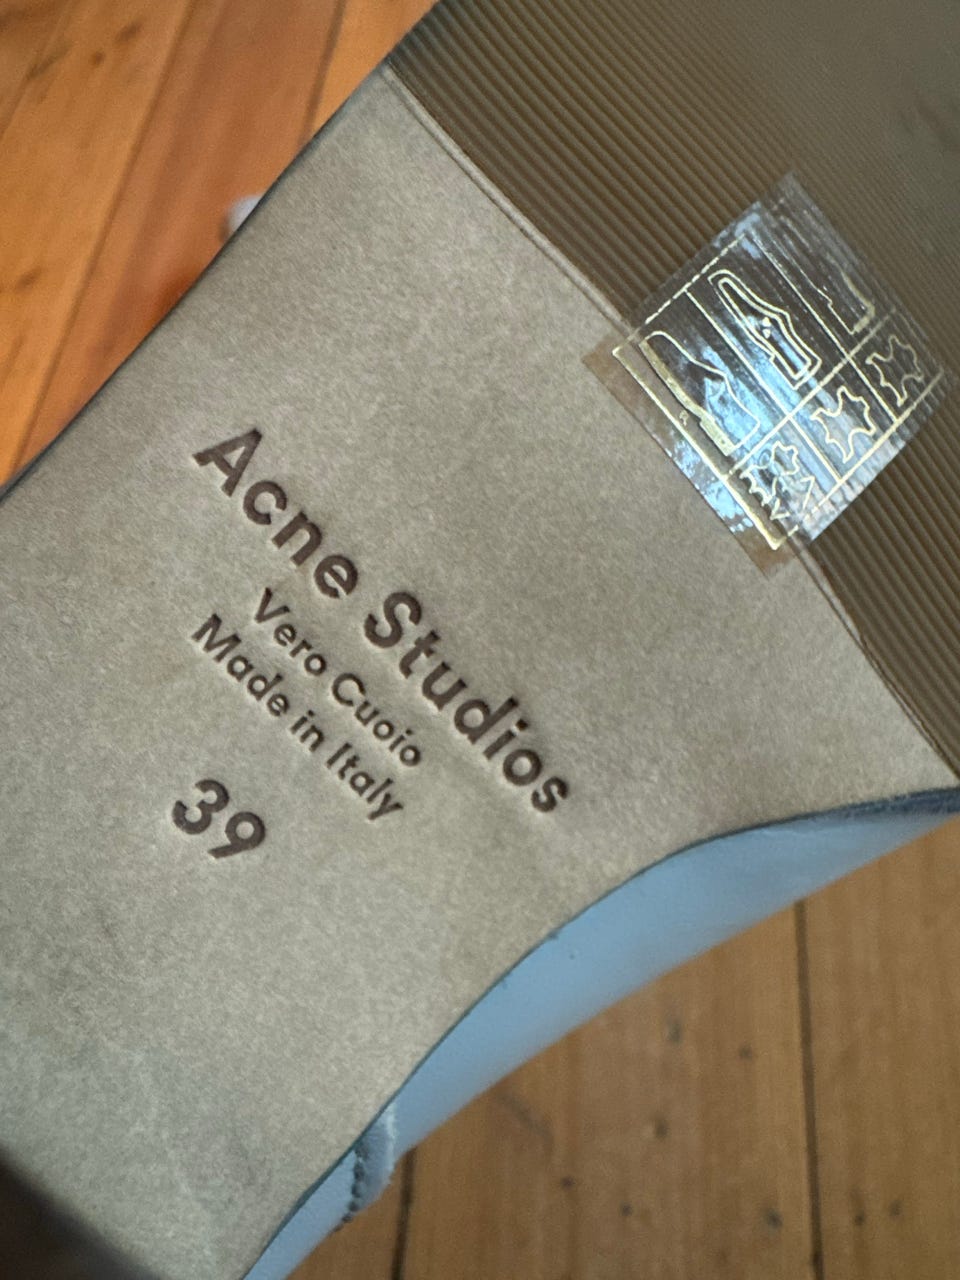 Acne Studios
Vero Cuoio
Made in Italy
39